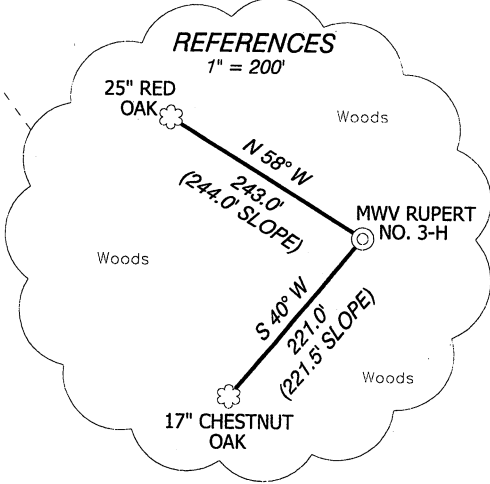 REFERENCES
1" = 200'
25" RED
OAK
Woods
N 58° W
243.0'
(244.0' SLOPE)
MWV RUPERT
NO. 3-H
Woods
S 40° W
221.0'
(221.5' SLOPE)
Woods
17" CHESTNUT
OAK